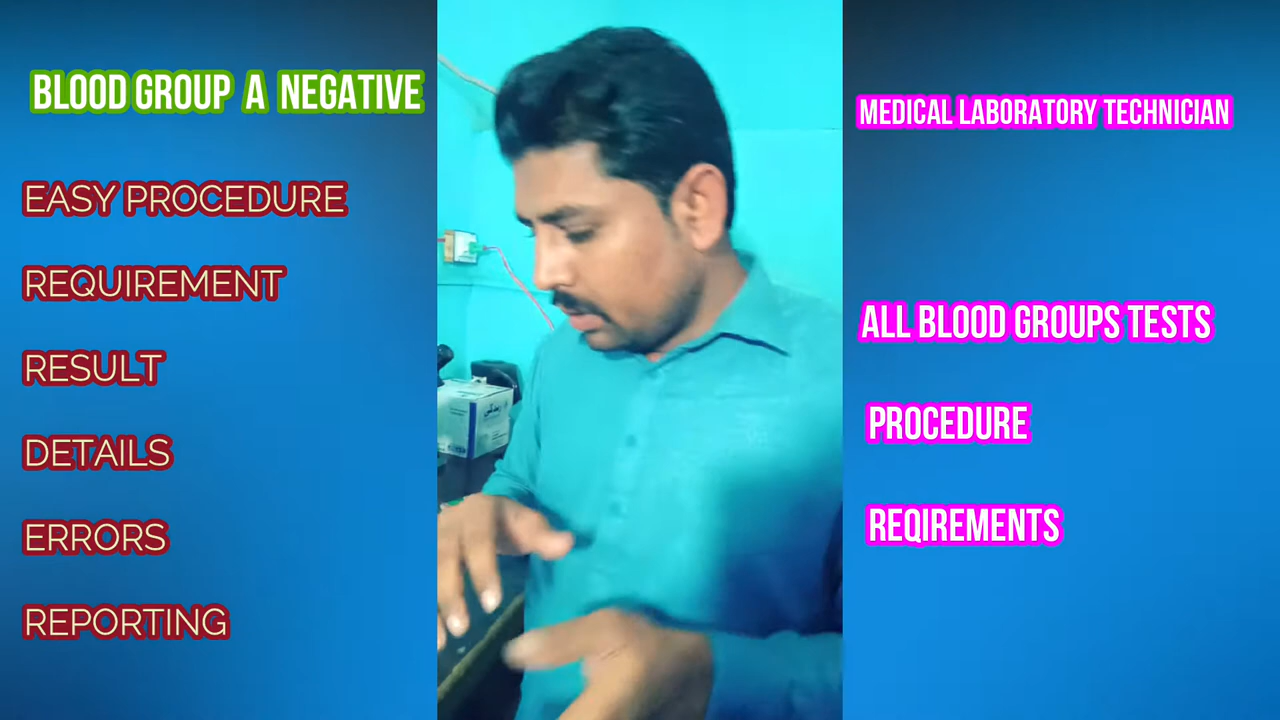 BLOOD GROUP A NEGATIVE
EASY PROCEDURE
REQUIREMENT
RESULT
DETAILS
ERRORS
REPORTING
MEDICAL LABORATORY TECHNICIAN
ALL BLOOD GROUPS TESTS
PROCEDURE
REQIREMENTS